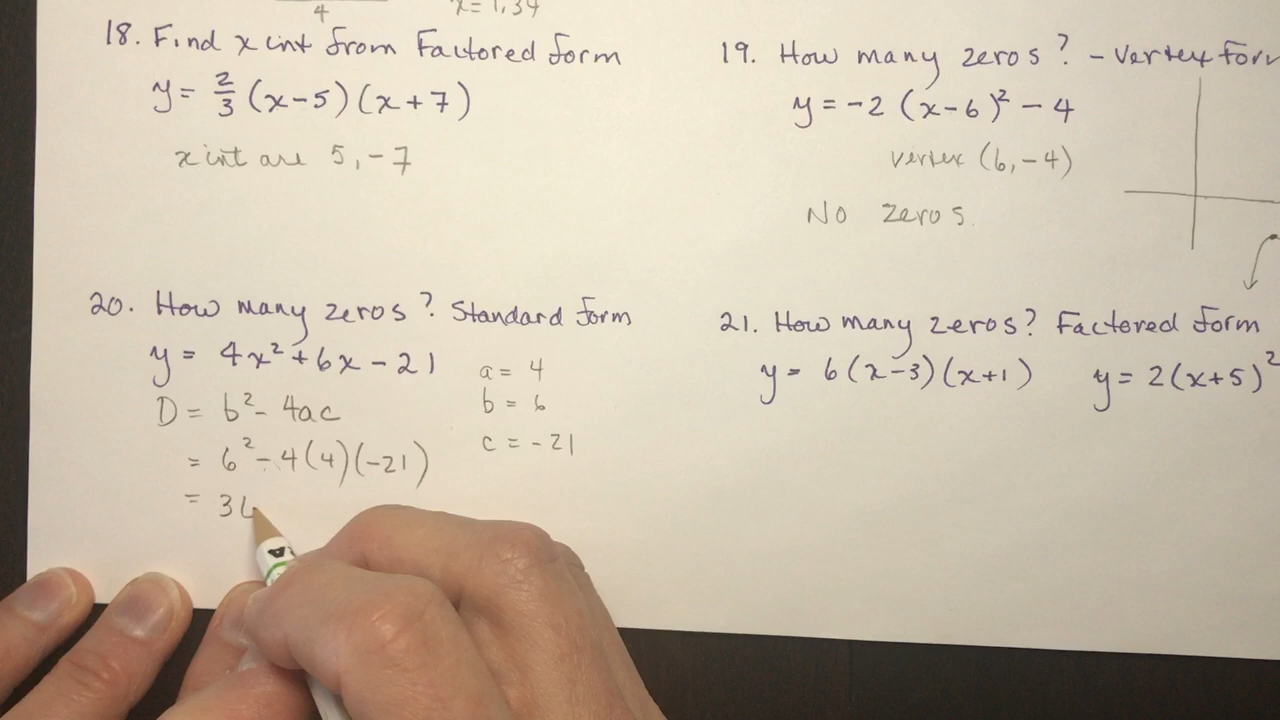 4
x = 1.34
18. Find x int from Factored form
y = 2/3 (x-5)(x+7)
x int are 5, -7
19. How many zeros? - Vertex For
y = -2 (x-6)² - 4
vertex (6, -4)
No zeros.
20. How many zeros? Standard form
y = 4x² + 6x - 21
a = 4
b = 6
c = -21
D = b² - 4ac
= 6² - 4(4)(-21)
= 36
21. How many zeros? Factored form
y = 6(x-3)(x+1)
y = 2(x+5)²